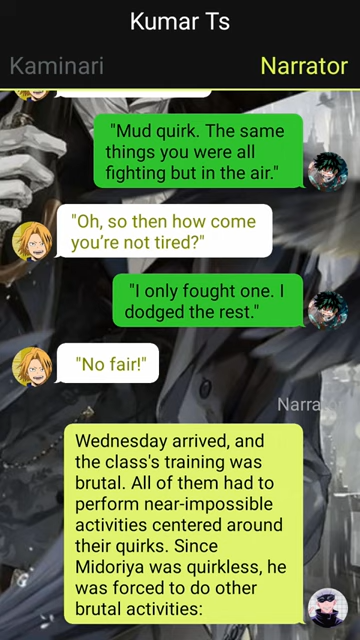 Kumar Ts
Kaminari
Narrator
"Mud quirk. The same
things you were all
fighting but in the air."
"Oh, so then how come
you're not tired?"
"I only fought one. I
dodged the rest."
"No fair!"
Narrator
Wednesday arrived, and
the class's training was
brutal. All of them had to
perform near-impossible
activities centered around
their quirks. Since
Midoriya was quirkless, he
was forced to do other
brutal activities: